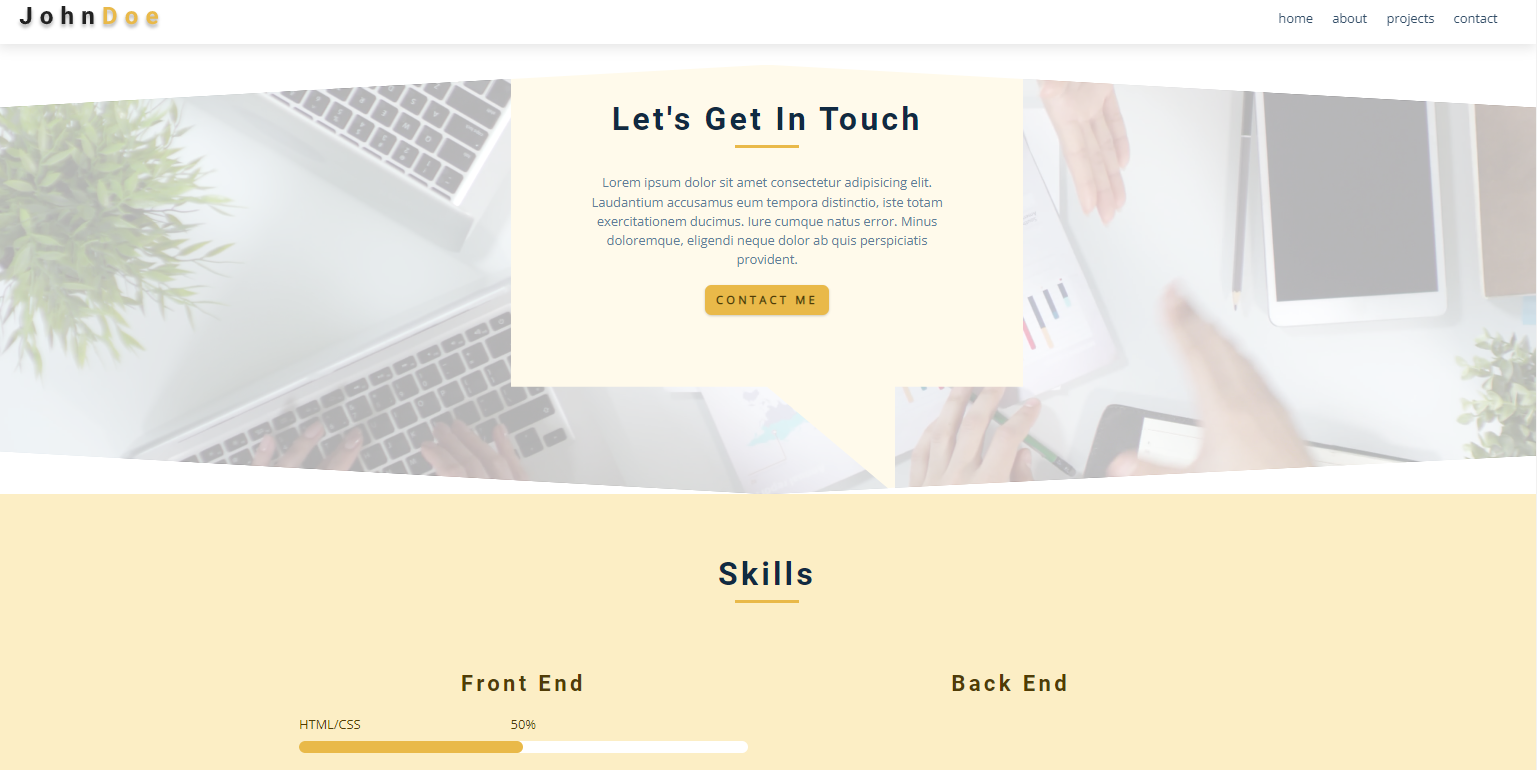 JohnDoe
home about projects contact
Let's Get In Touch
Lorem ipsum dolor sit amet consectetur adipisicing elit.
Laudantium accusamus eum tempora distinctio, iste totam
exercitationem ducimus. Iure cumque natus error. Minus
doloremque, eligendi neque dolor ab quis perspiciatis
provident.
CONTACT ME
Skills
Front End
Back End
HTML/CSS 50%